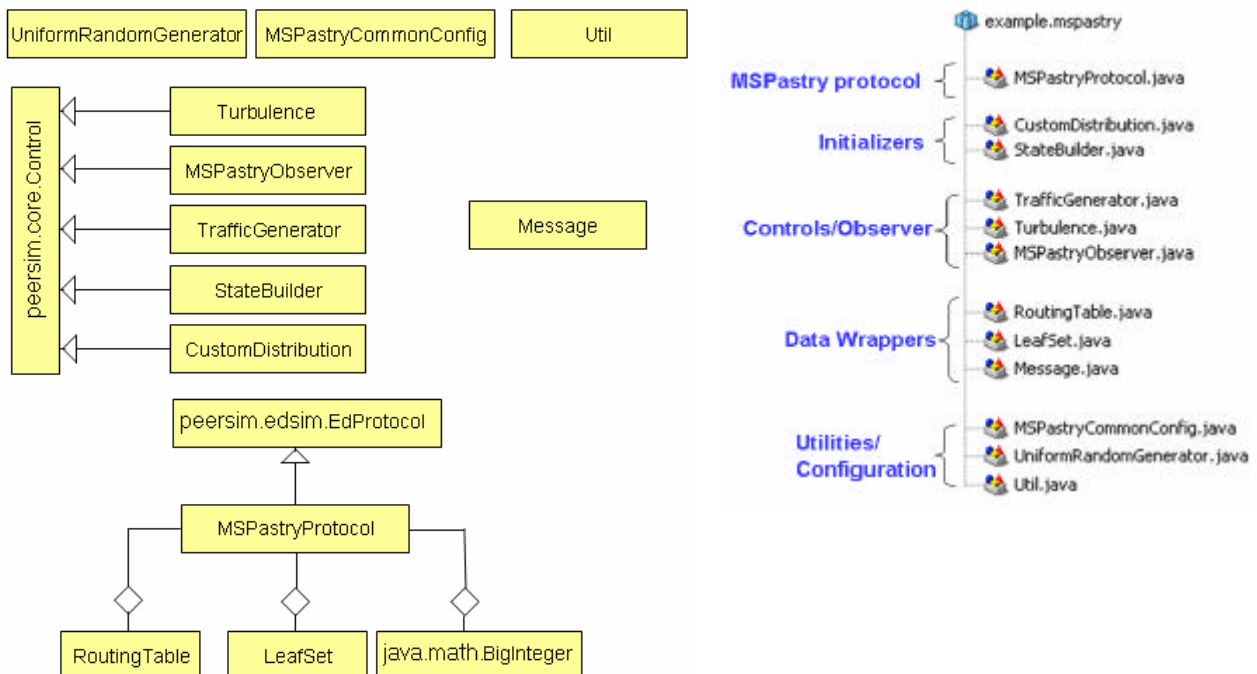 UniformRandomGenerator
MSPastryCommonConfig
Util
peersim.core.Control
Turbulence
MSPastryObserver
TrafficGenerator
StateBuilder
CustomDistribution
Message
peersim.edsim.EdProtocol
MSPastryProtocol
RoutingTable
LeafSet
java.math.BigInteger
example.mspastry
MSPastry protocol
MSPastryProtocol.java
Initializers
CustomDistribution.java
StateBuilder.java
Controls/Observer
TrafficGenerator.java
Turbulence.java
MSPastryObserver.java
Data Wrappers
RoutingTable.java
LeafSet.java
Message.java
Utilities/
Configuration
MSPastryCommonConfig.java
UniformRandomGenerator.java
Util.java